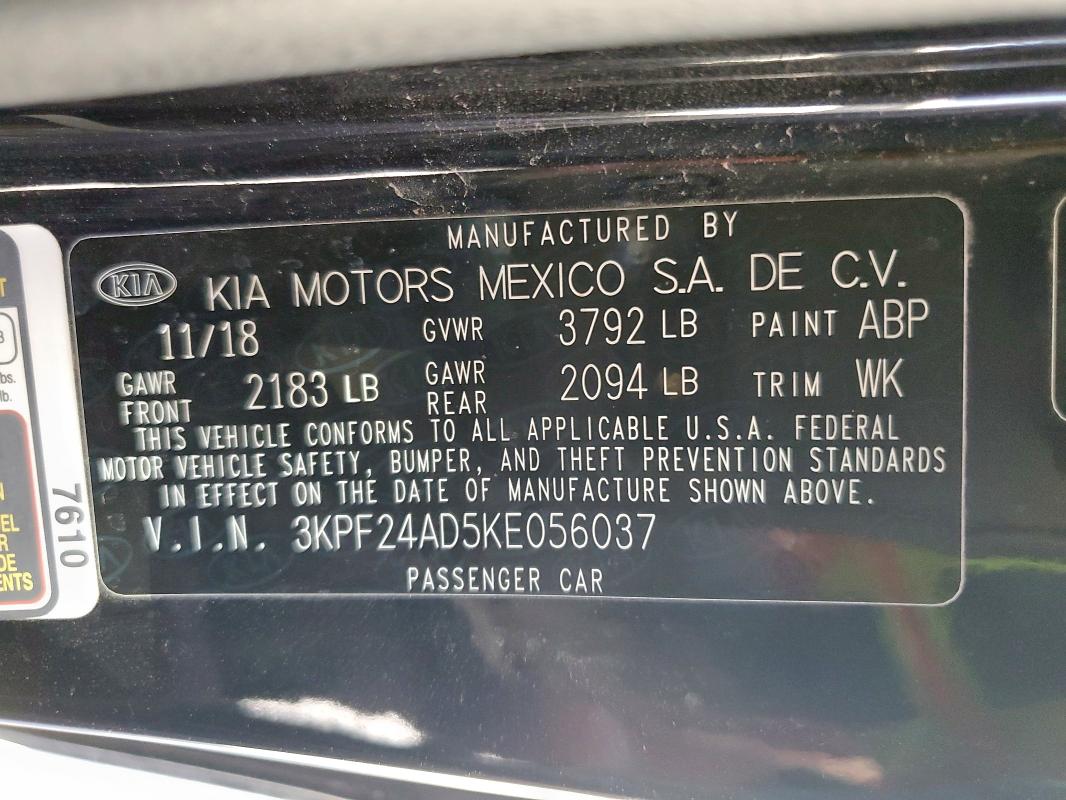 MANUFACTURED BY
KIA KIA MOTORS MEXICO S.A. DE C.V.
11/18 GVWR 3792 LB PAINT ABP
GAWR FRONT 2183 LB GAWR REAR 2094 LB TRIM WK
THIS VEHICLE CONFORMS TO ALL APPLICABLE U.S.A. FEDERAL
MOTOR VEHICLE SAFETY, BUMPER, AND THEFT PREVENTION STANDARDS
IN EFFECT ON THE DATE OF MANUFACTURE SHOWN ABOVE.
V.I.N. 3KPF24AD5KE056037
PASSENGER CAR
7610